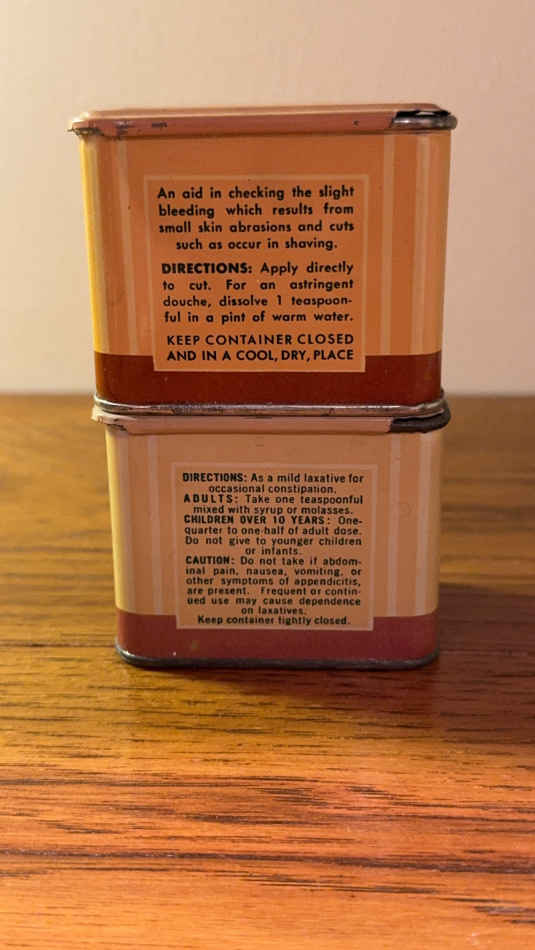 An aid in checking the slight
bleeding which results from
small skin abrasions and cuts
such as occur in shaving.
DIRECTIONS: Apply directly
to cut. For an astringent
douche, dissolve 1 teaspoon-
ful in a pint of warm water.
KEEP CONTAINER CLOSED
AND IN A COOL, DRY, PLACE
DIRECTIONS: As a mild laxative for
occasional constipation.
ADULTS: Take one teaspoonful
mixed with syrup or molasses.
CHILDREN OVER 10 YEARS: One-
quarter to one-half of adult dose.
Do not give to younger children
or infants.
CAUTION: Do not take if abdom-
inal pain, nausea, vomiting, or
other symptoms of appendicitis,
are present. Frequent or contin-
ued use may cause dependence
on laxatives.
Keep container tightly closed.